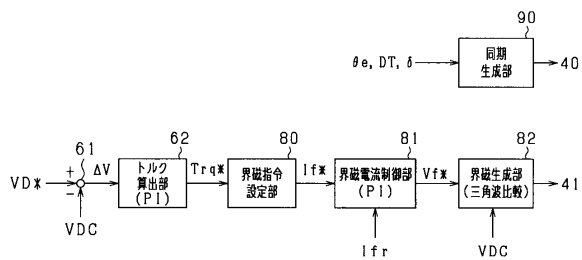 90
θe, DT, δ
同期
生成部
40
61
62
80
81
82
VD*
+
−
ΔV
トルク
算出部
(PI)
Trq*
界磁指令
設定部
If*
界磁電流制御部
(PI)
Vf*
界磁生成部
(三角波比較)
41
VDC
Ifr
VDC